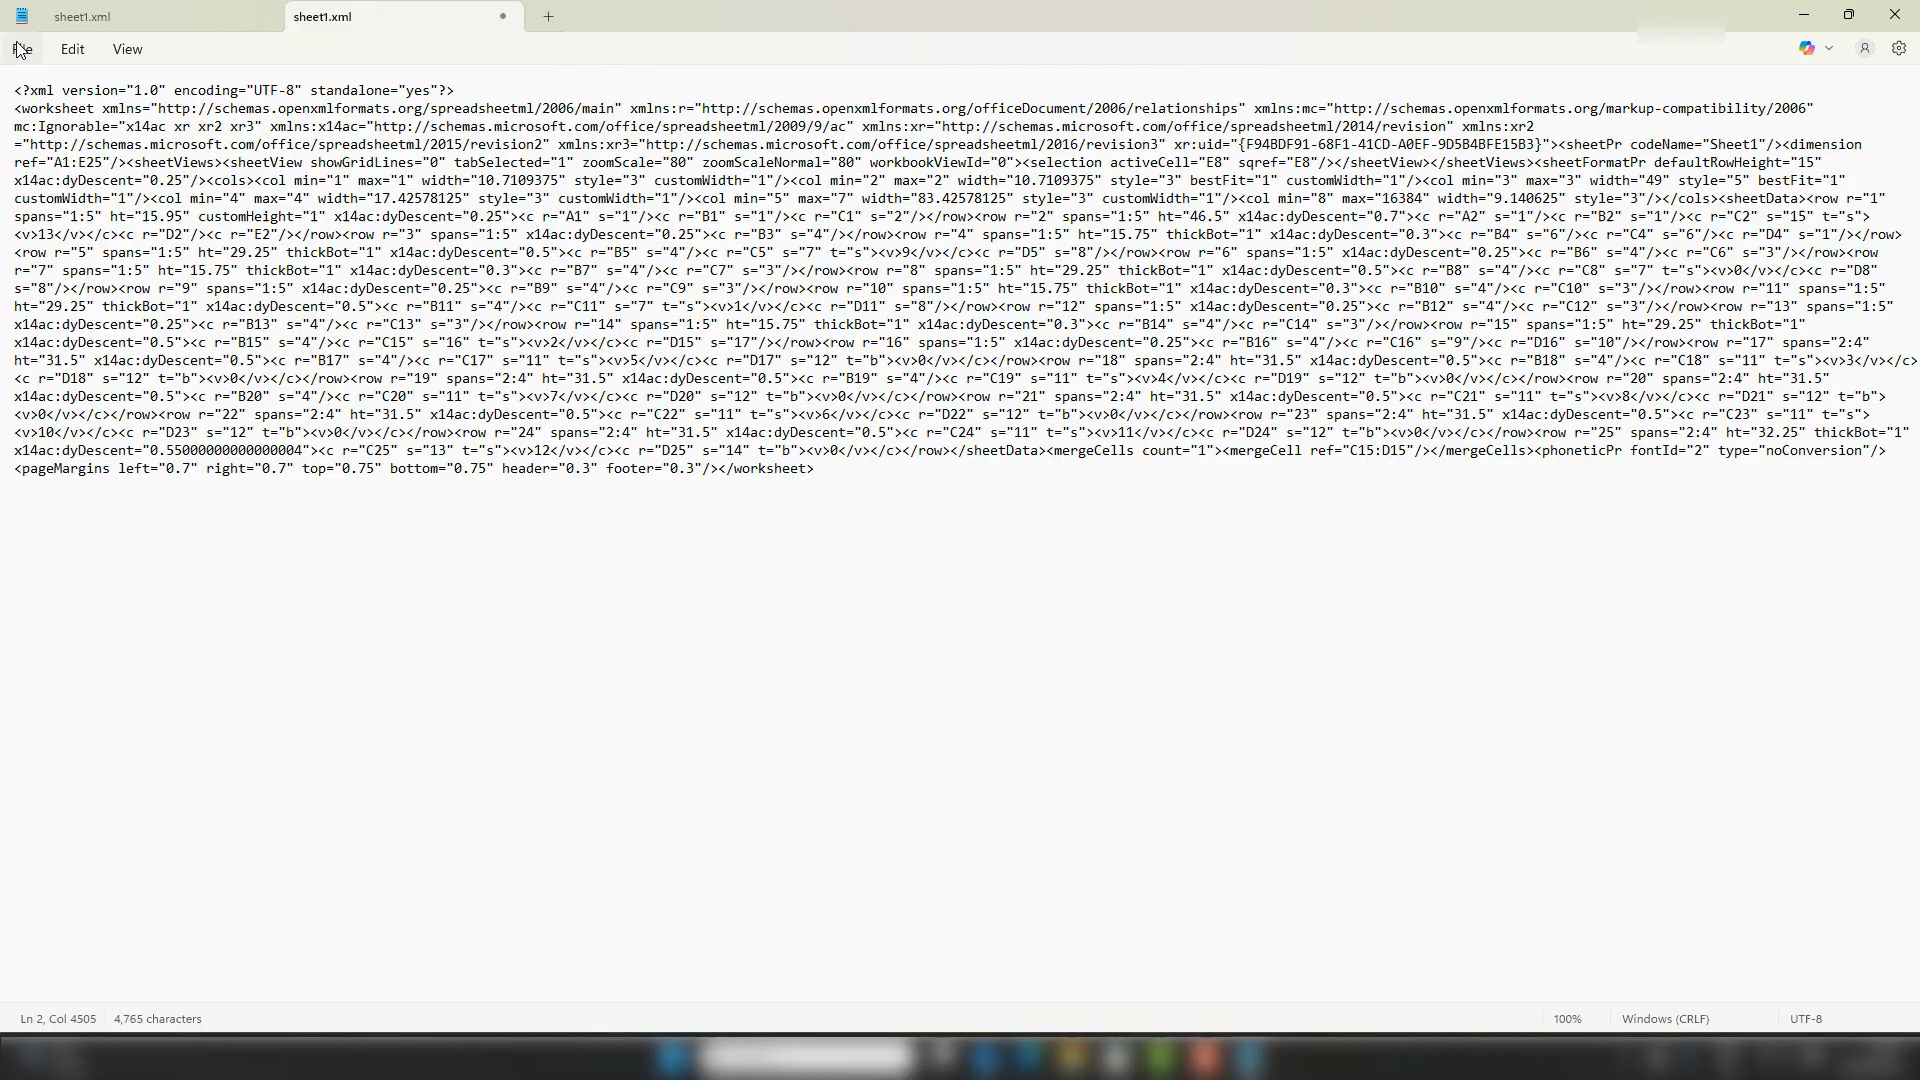 sheet1.xml
sheet1.xml
File Edit View
<?xml version="1.0" encoding="UTF-8" standalone="yes"?>
<worksheet xmlns="http://schemas.openxmlformats.org/spreadsheetml/2006/main" xmlns:r="http://schemas.openxmlformats.org/officeDocument/2006/relationships" xmlns:mc="http://schemas.openxmlformats.org/markup-compatibility/2006"
mc:Ignorable="x14ac xr xr2 xr3" xmlns:x14ac="http://schemas.microsoft.com/office/spreadsheetml/2009/9/ac" xmlns:xr="http://schemas.microsoft.com/office/spreadsheetml/2014/revision" xmlns:xr2
="http://schemas.microsoft.com/office/spreadsheetml/2015/revision2" xmlns:xr3="http://schemas.microsoft.com/office/spreadsheetml/2016/revision3" xr:uid="{F94BDF91-68F1-41CD-A0EF-9D5B4BFE15B3}"><sheetPr codeName="Sheet1"/><dimension
ref="A1:E25"/><sheetViews><sheetView showGridLines="0" tabSelected="1" zoomScale="80" zoomScaleNormal="80" workbookViewId="0"><selection activeCell="E8" sqref="E8"/></sheetView></sheetViews><sheetFormatPr defaultRowHeight="15"
x14ac:dyDescent="0.25"/><cols><col min="1" max="1" width="10.7109375" style="3" customWidth="1"/><col min="2" max="2" width="10.7109375" style="3" bestFit="1" customWidth="1"/><col min="3" max="3" width="49" style="5" bestFit="1"
customWidth="1"/><col min="4" max="4" width="17.42578125" style="3" customWidth="1"/><col min="5" max="7" width="83.42578125" style="3" customWidth="1"/><col min="8" max="16384" width="9.140625" style="3"/></cols><sheetData><row r="1"
spans="1:5" ht="15.95" customHeight="1" x14ac:dyDescent="0.25"><c r="A1" s="1"/><c r="B1" s="1"/><c r="C1" s="2"/></row><row r="2" spans="1:5" ht="46.5" x14ac:dyDescent="0.7"><c r="A2" s="1"/><c r="B2" s="1"/><c r="C2" s="15" t="s">
<v>13</v></c><c r="D2"/><c r="E2"/></row><row r="3" spans="1:5" x14ac:dyDescent="0.25"><c r="B3" s="4"/></row><row r="4" spans="1:5" ht="15.75" thickBot="1" x14ac:dyDescent="0.3"><c r="B4" s="6"/><c r="C4" s="6"/><c r="D4" s="1"/></row>
<row r="5" spans="1:5" ht="29.25" thickBot="1" x14ac:dyDescent="0.5"><c r="B5" s="4"/><c r="C5" s="7" t="s"><v>9</v></c><c r="D5" s="8"/></row><row r="6" spans="1:5" x14ac:dyDescent="0.25"><c r="B6" s="4"/><c r="C6" s="3"/></row><row
r="7" spans="1:5" ht="15.75" thickBot="1" x14ac:dyDescent="0.3"><c r="B7" s="4"/><c r="C7" s="3"/></row><row r="8" spans="1:5" ht="29.25" thickBot="1" x14ac:dyDescent="0.5"><c r="B8" s="4"/><c r="C8" s="7" t="s"><v>0</v></c><c r="D8"
s="8"/></row><row r="9" spans="1:5" x14ac:dyDescent="0.25"><c r="B9" s="4"/><c r="C9" s="3"/></row><row r="10" spans="1:5" ht="15.75" thickBot="1" x14ac:dyDescent="0.3"><c r="B10" s="4"/><c r="C10" s="3"/></row><row r="11" spans="1:5"
ht="29.25" thickBot="1" x14ac:dyDescent="0.5"><c r="B11" s="4"/><c r="C11" s="7" t="s"><v>1</v></c><c r="D11" s="8"/></row><row r="12" spans="1:5" x14ac:dyDescent="0.25"><c r="B12" s="4"/><c r="C12" s="3"/></row><row r="13" spans="1:5"
x14ac:dyDescent="0.25"><c r="B13" s="4"/><c r="C13" s="3"/></row><row r="14" spans="1:5" ht="15.75" thickBot="1" x14ac:dyDescent="0.3"><c r="B14" s="4"/><c r="C14" s="3"/></row><row r="15" spans="1:5" ht="29.25" thickBot="1"
x14ac:dyDescent="0.5"><c r="B15" s="4"/><c r="C15" s="16" t="s"><v>2</v></c><c r="D15" s="17"/></row><row r="16" spans="1:5" x14ac:dyDescent="0.25"><c r="B16" s="4"/><c r="C16" s="9"/><c r="D16" s="10"/></row><row r="17" spans="2:4"
ht="31.5" x14ac:dyDescent="0.5"><c r="B17" s="4"/><c r="C17" s="11" t="s"><v>5</v></c><c r="D17" s="12" t="b"><v>0</v></c></row><row r="18" spans="2:4" ht="31.5" x14ac:dyDescent="0.5"><c r="B18" s="4"/><c r="C18" s="11" t="s"><v>3</v></c>
<c r="D18" s="12" t="b"><v>0</v></c></row><row r="19" spans="2:4" ht="31.5" x14ac:dyDescent="0.5"><c r="B19" s="4"/><c r="C19" s="11" t="s"><v>4</v></c><c r="D19" s="12" t="b"><v>0</v></c></row><row r="20" spans="2:4" ht="31.5"
x14ac:dyDescent="0.5"><c r="B20" s="4"/><c r="C20" s="11" t="s"><v>7</v></c><c r="D20" s="12" t="b"><v>0</v></c></row><row r="21" spans="2:4" ht="31.5" x14ac:dyDescent="0.5"><c r="C21" s="11" t="s"><v>8</v></c><c r="D21" s="12" t="b">
<v>0</v></c></row><row r="22" spans="2:4" ht="31.5" x14ac:dyDescent="0.5"><c r="C22" s="11" t="s"><v>6</v></c><c r="D22" s="12" t="b"><v>0</v></c></row><row r="23" spans="2:4" ht="31.5" x14ac:dyDescent="0.5"><c r="C23" s="11" t="s">
<v>10</v></c><c r="D23" s="12" t="b"><v>0</v></c></row><row r="24" spans="2:4" ht="31.5" x14ac:dyDescent="0.5"><c r="C24" s="11" t="s"><v>11</v></c><c r="D24" s="12" t="b"><v>0</v></c></row><row r="25" spans="2:4" ht="32.25" thickBot="1"
x14ac:dyDescent="0.55000000000000004"><c r="C25" s="13" t="s"><v>12</v></c><c r="D25" s="14" t="b"><v>0</v></c></row></sheetData><mergeCells count="1"><mergeCell ref="C15:D15"/></mergeCells><phoneticPr fontId="2" type="noConversion"/>
<pageMargins left="0.7" right="0.7" top="0.75" bottom="0.75" header="0.3" footer="0.3"/></worksheet>
Ln 2, Col 4505 4,765 characters 100% Windows (CRLF) UTF-8